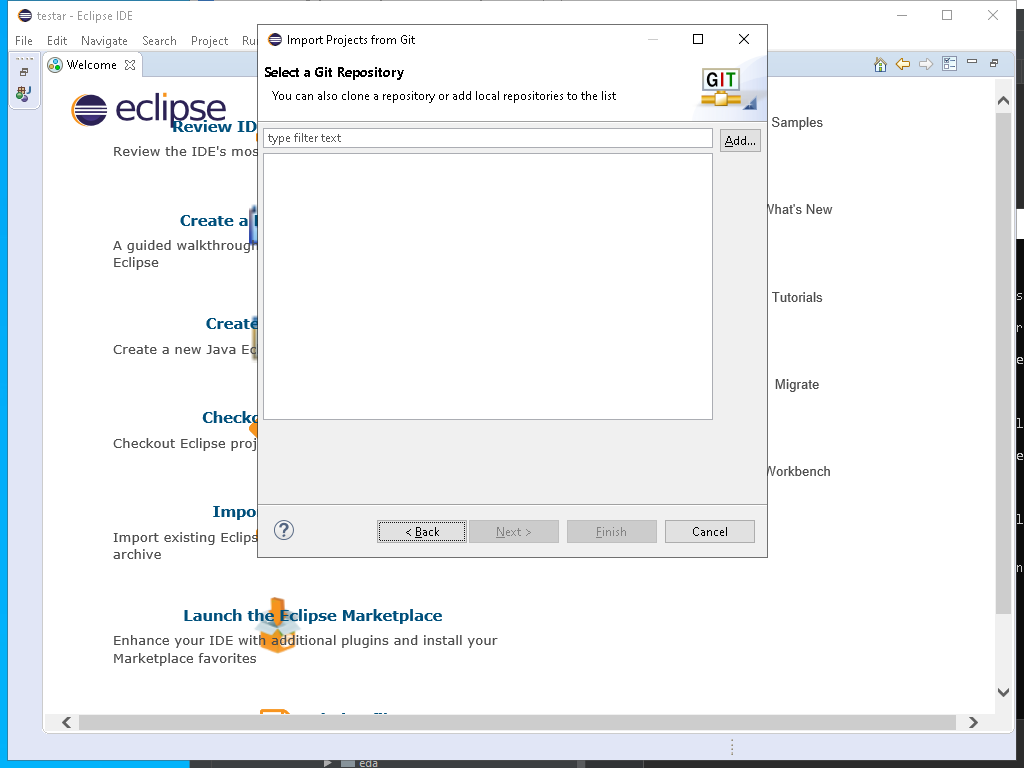 testar - Eclipse IDE
File Edit Navigate Search Project
Welcome
eclipse
Review ID
Review the IDE's mos
Create a
A guided walkthrough
Eclipse
Create
Create a new Java Ec
Checko
Checkout Eclipse proj
Impo
Import existing Eclips
archive
Launch the Eclipse Marketplace
Enhance your IDE with additional plugins and install your
Marketplace favorites
Import Projects from Git
Select a Git Repository
You can also clone a repository or add local repositories to the list
GIT
type filter text
Add...
?
< Back Next > Finish Cancel
Samples
What's New
Tutorials
Migrate
Workbench
eda